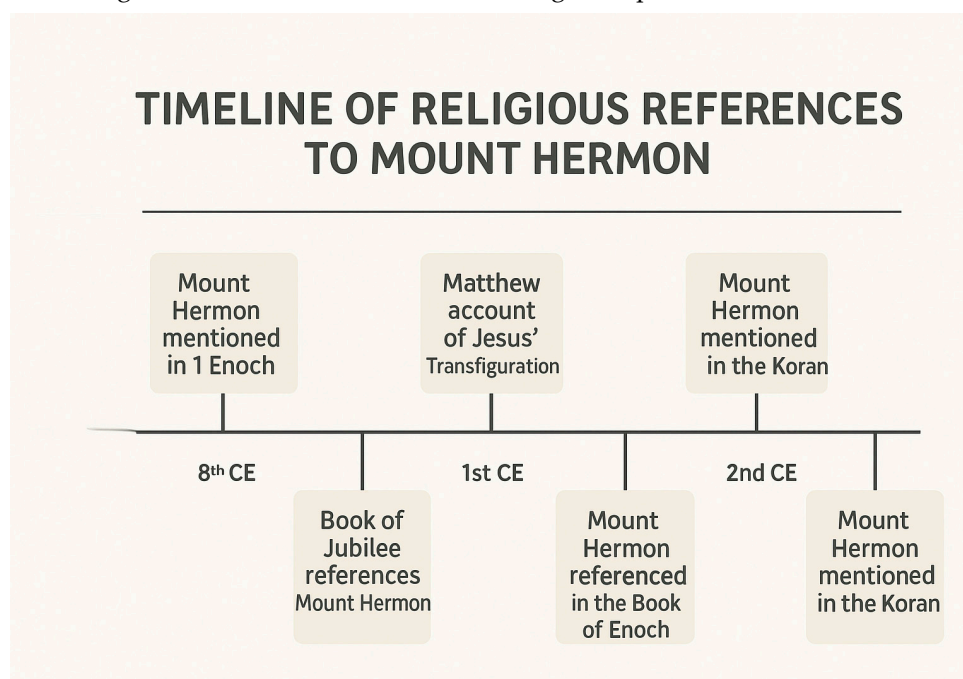 TIMELINE OF RELIGIOUS REFERENCES
TO MOUNT HERMON
Mount
Hermon
mentioned
in 1 Enoch
Matthew
account
of Jesus’
Transfiguration
Mount
Hermon
mentioned
in the Koran
8th CE
1st CE
2nd CE
Book of
Jubilee
references
Mount Hermon
Mount
Hermon
referenced
in the Book
of Enoch
Mount
Hermon
mentioned
in the Koran